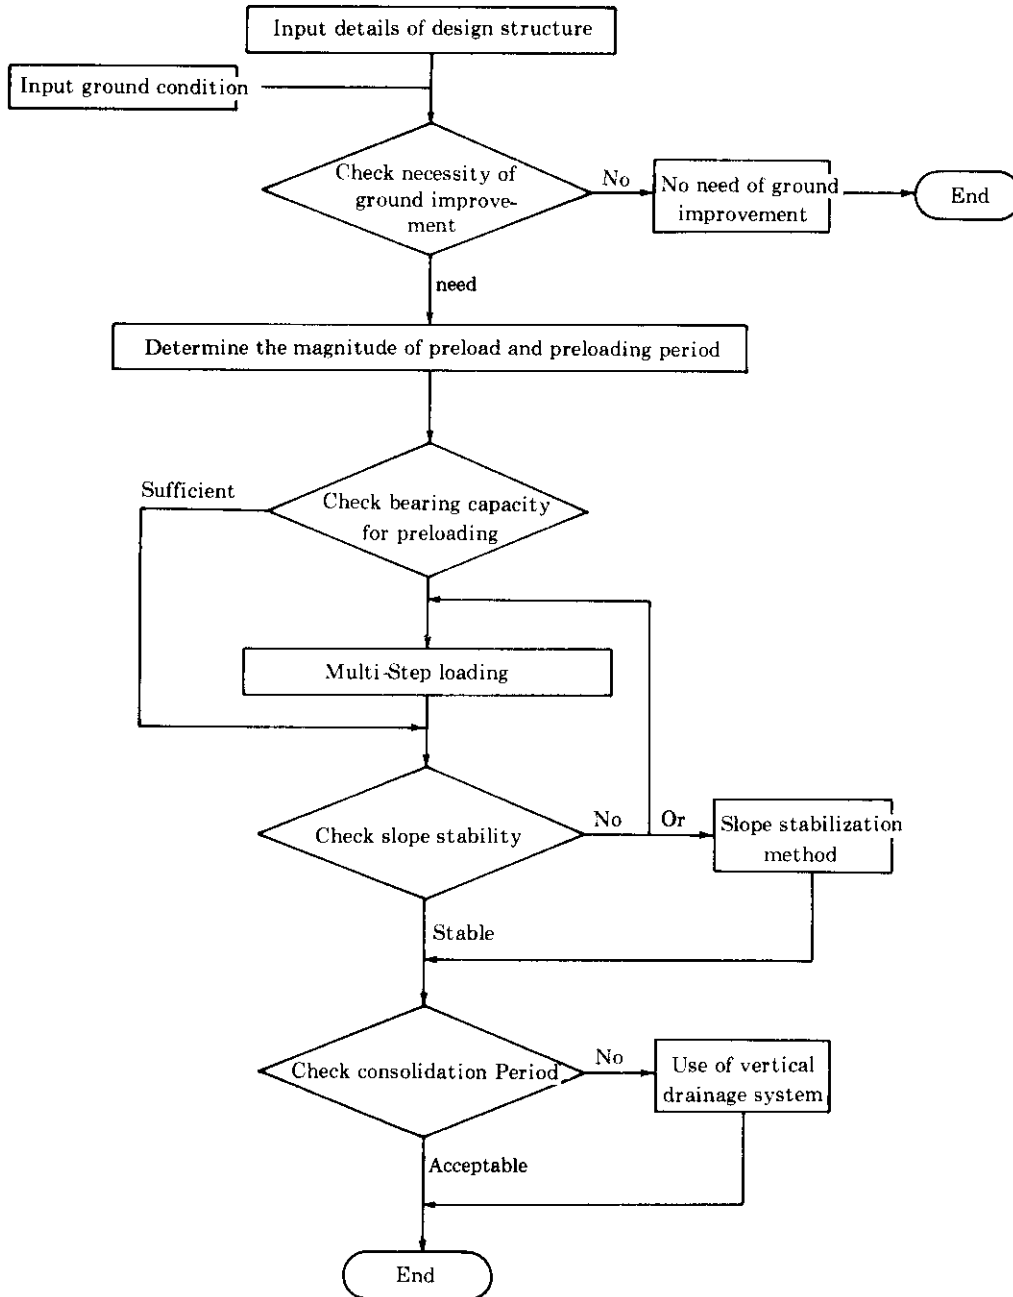 Input details of design structure
Input ground condition
Check necessity of
ground improve-
ment
No
No need of ground
improvement
End
need
Determine the magnitude of preload and preloading period
Sufficient
Check bearing capacity
for preloading
Multi-Step loading
Check slope stability
No
Or
Slope stabilization
method
Stable
Check consolidation Period
No
Use of vertical
drainage system
Acceptable
End